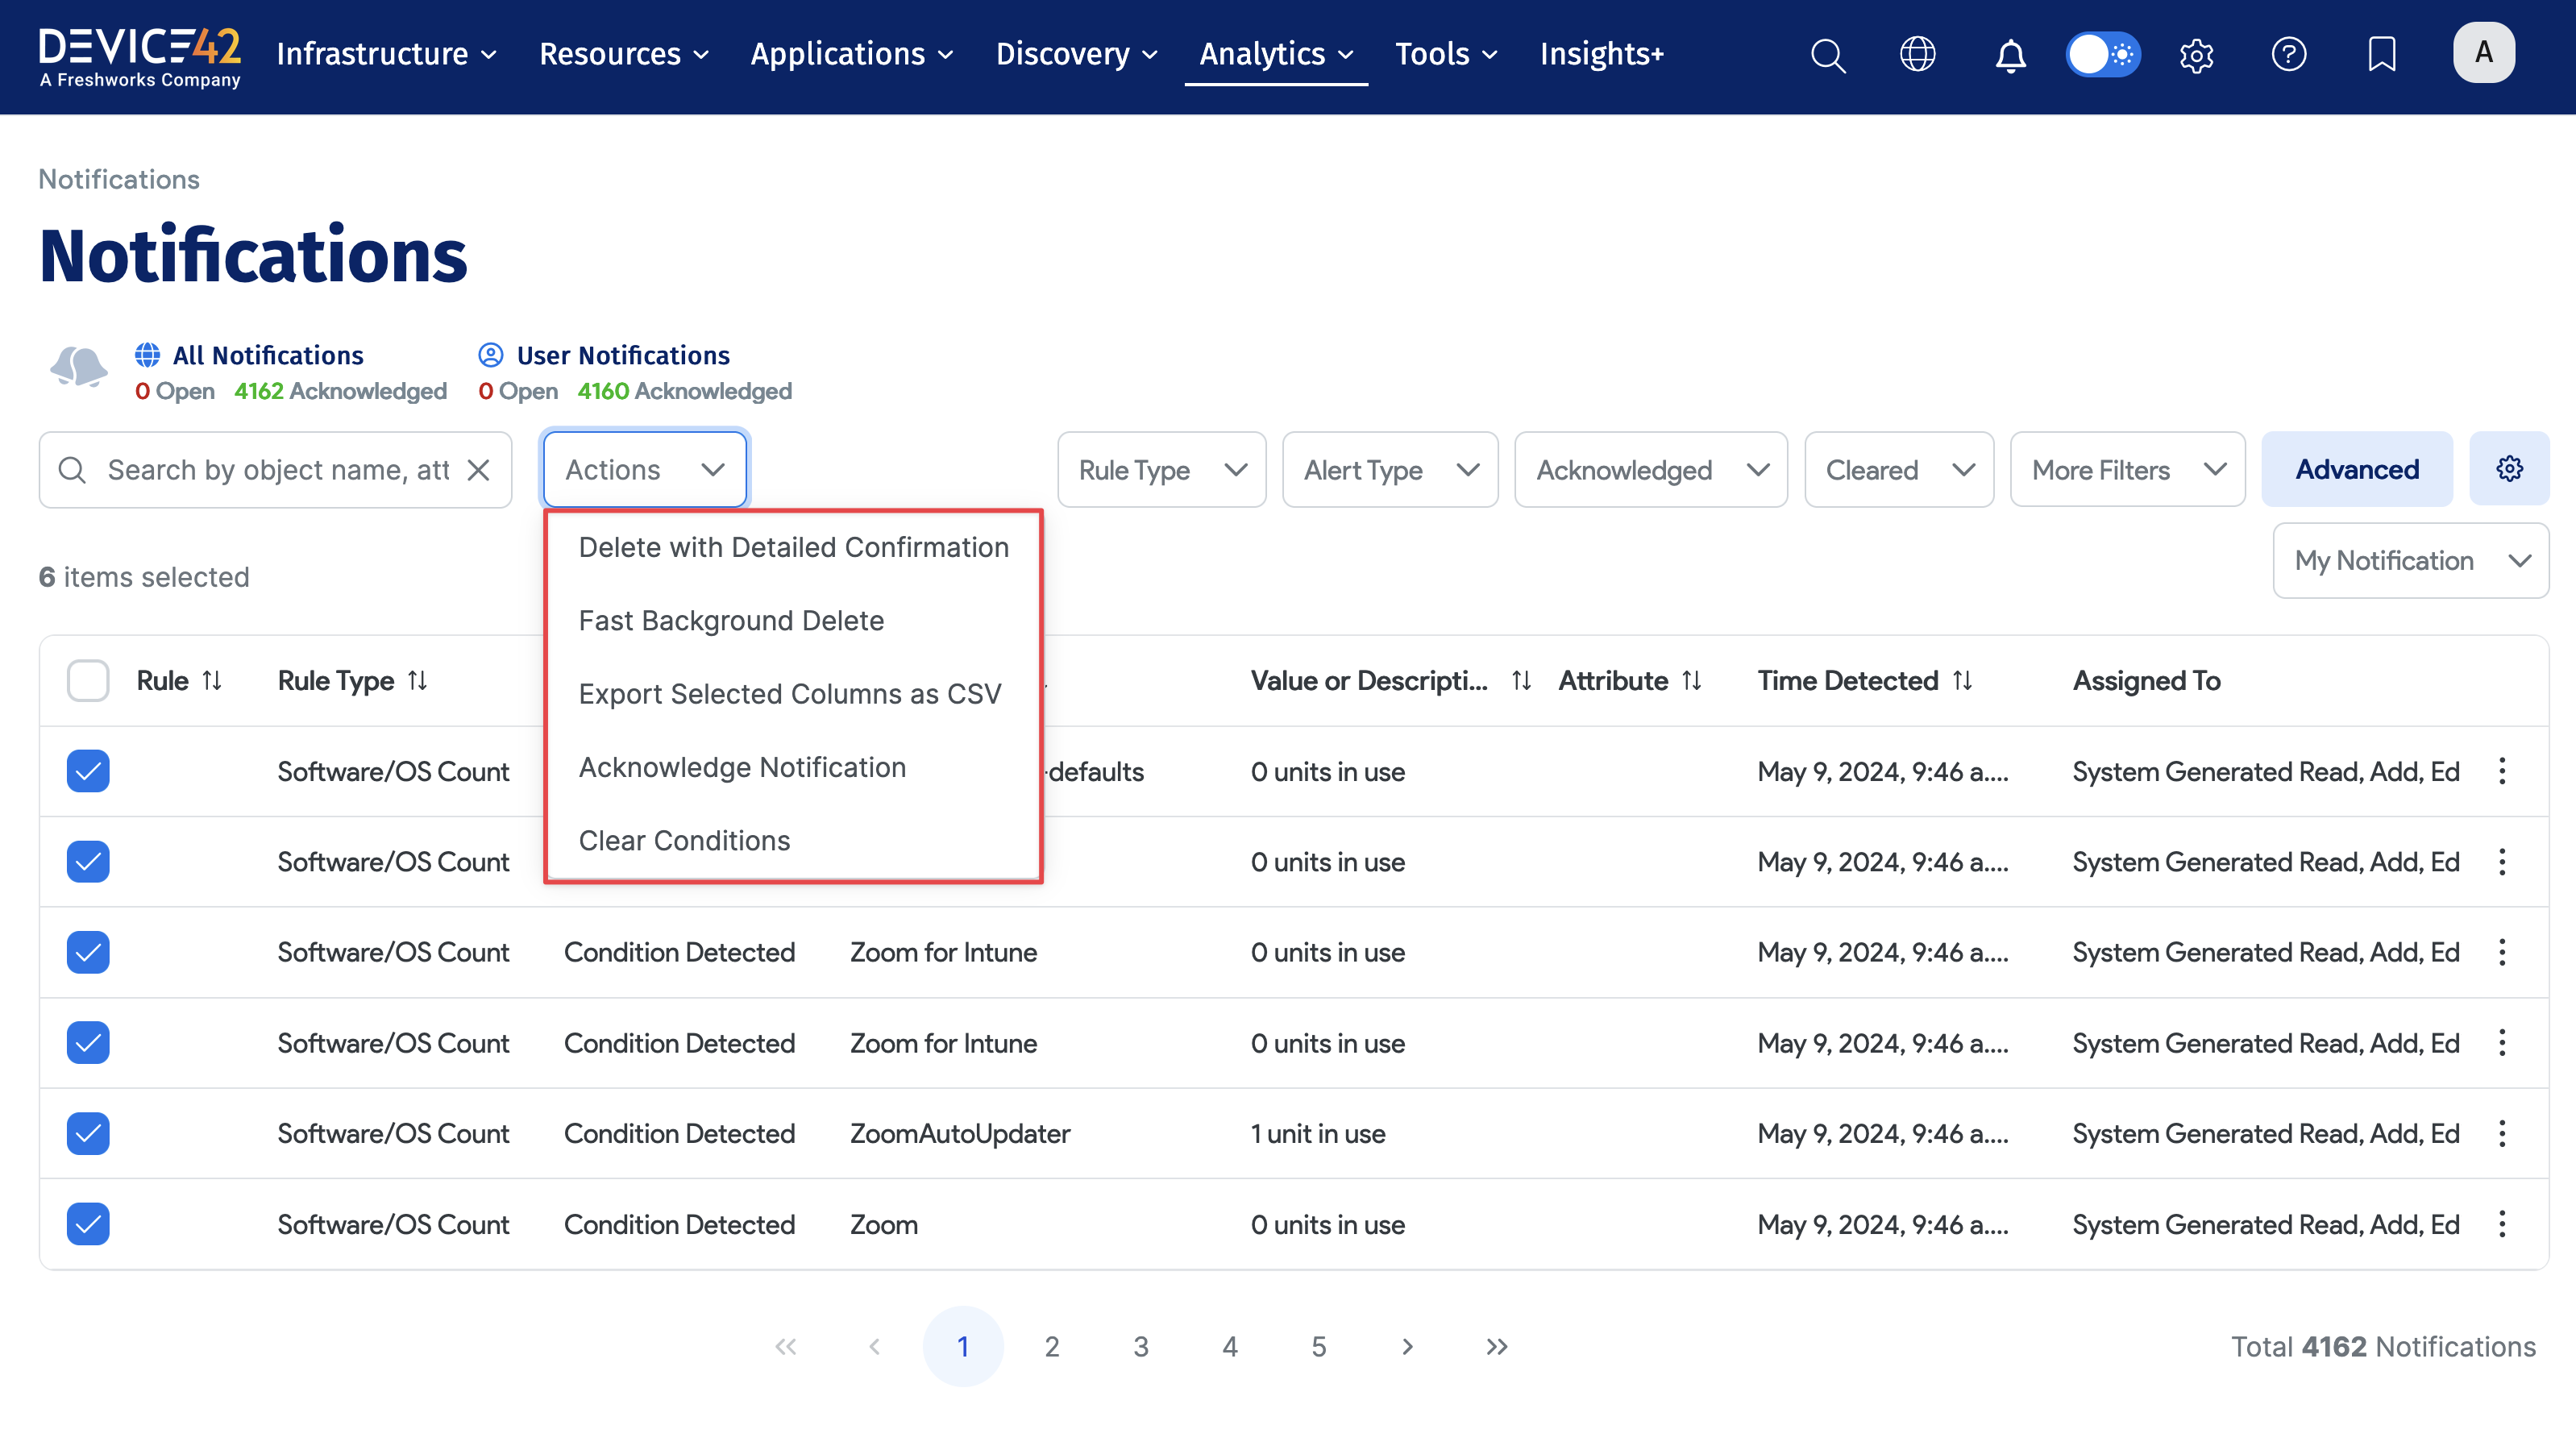 DEVICE42
A Freshworks Company
Infrastructure Resources Applications Discovery Analytics Tools Insights+ A
Notifications
Notifications
All Notifications User Notifications
0 Open 4162 Acknowledged 0 Open 4160 Acknowledged
Search by object name, att Actions Rule Type Alert Type Acknowledged Cleared More Filters Advanced
My Notification
6 items selected
Delete with Detailed Confirmation
Fast Background Delete
Export Selected Columns as CSV
Acknowledge Notification
Clear Conditions
Rule Rule Type Value or Descripti... Attribute Time Detected Assigned To
Software/OS Count -defaults 0 units in use May 9, 2024, 9:46 a.... System Generated Read, Add, Ed
Software/OS Count 0 units in use May 9, 2024, 9:46 a.... System Generated Read, Add, Ed
Software/OS Count Condition Detected Zoom for Intune 0 units in use May 9, 2024, 9:46 a.... System Generated Read, Add, Ed
Software/OS Count Condition Detected Zoom for Intune 0 units in use May 9, 2024, 9:46 a.... System Generated Read, Add, Ed
Software/OS Count Condition Detected ZoomAutoUpdater 1 unit in use May 9, 2024, 9:46 a.... System Generated Read, Add, Ed
Software/OS Count Condition Detected Zoom 0 units in use May 9, 2024, 9:46 a.... System Generated Read, Add, Ed
« ‹ 1 2 3 4 5 › » Total 4162 Notifications